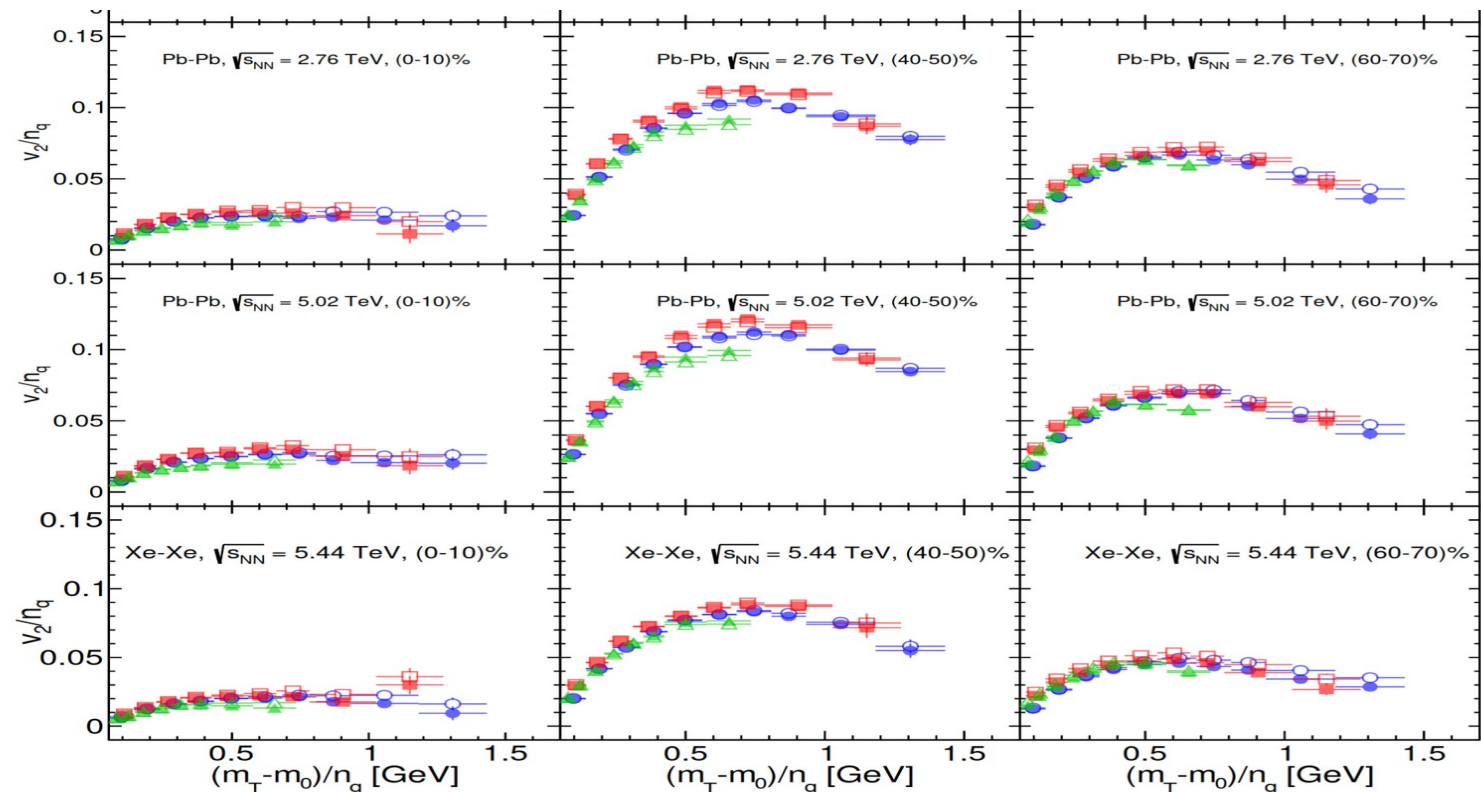 0.15
0.1
0.05
0
v2/nq
Pb-Pb, √sNN = 2.76 TeV, (0-10)%
Pb-Pb, √sNN = 2.76 TeV, (40-50)%
Pb-Pb, √sNN = 2.76 TeV, (60-70)%
0.15
0.1
0.05
0
v2/nq
Pb-Pb, √sNN = 5.02 TeV, (0-10)%
Pb-Pb, √sNN = 5.02 TeV, (40-50)%
Pb-Pb, √sNN = 5.02 TeV, (60-70)%
0.15
0.1
0.05
0
v2/nq
Xe-Xe, √sNN = 5.44 TeV, (0-10)%
Xe-Xe, √sNN = 5.44 TeV, (40-50)%
Xe-Xe, √sNN = 5.44 TeV, (60-70)%
0.5 1 1.5
0.5 1 1.5
0.5 1 1.5
(mT-m0)/nq [GeV]
(mT-m0)/nq [GeV]
(mT-m0)/nq [GeV]